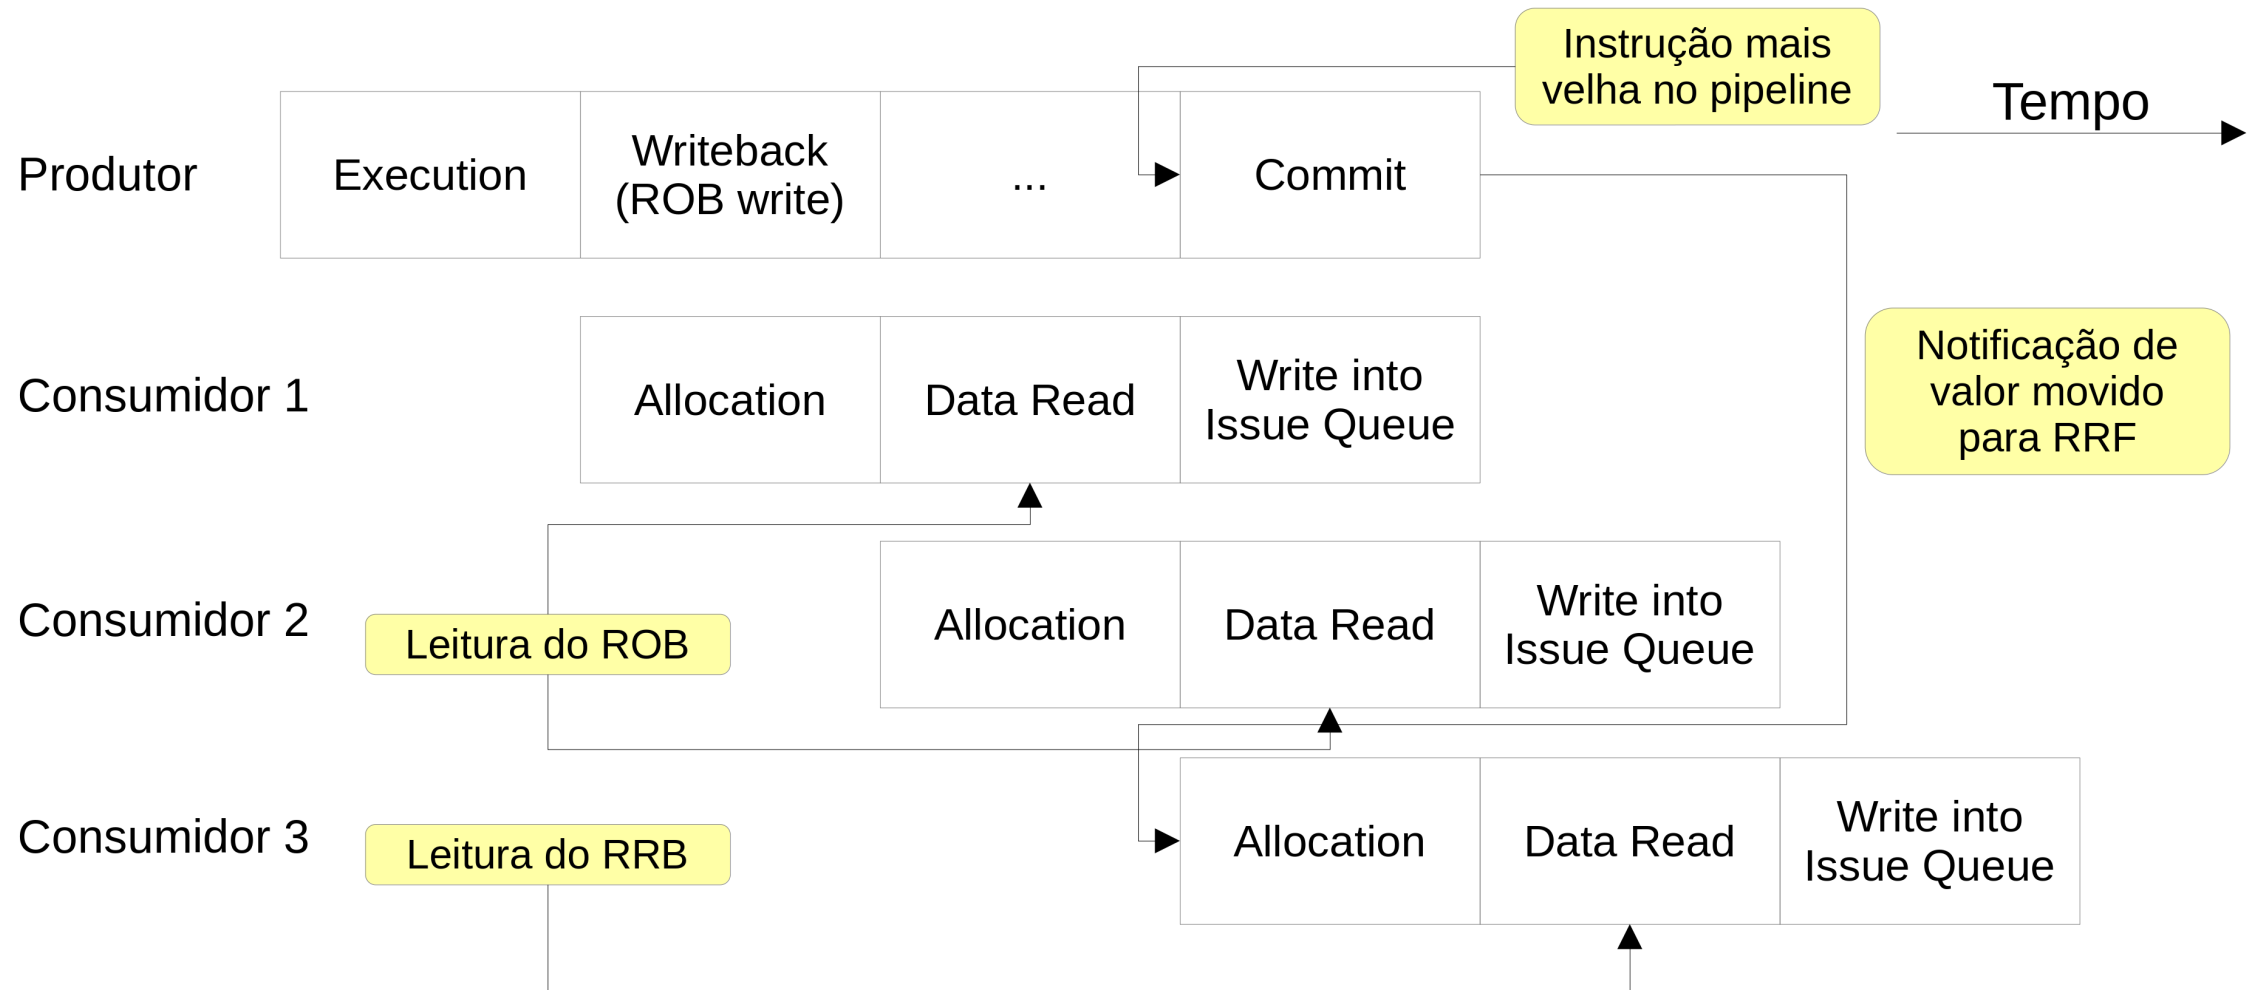 Instrução mais
velha no pipeline
Tempo
Produtor
Execution
Writeback
(ROB write)
...
Commit
Notificação de
valor movido
para RRF
Consumidor 1
Allocation
Data Read
Write into
Issue Queue
Consumidor 2
Leitura do ROB
Allocation
Data Read
Write into
Issue Queue
Consumidor 3
Leitura do RRB
Allocation
Data Read
Write into
Issue Queue